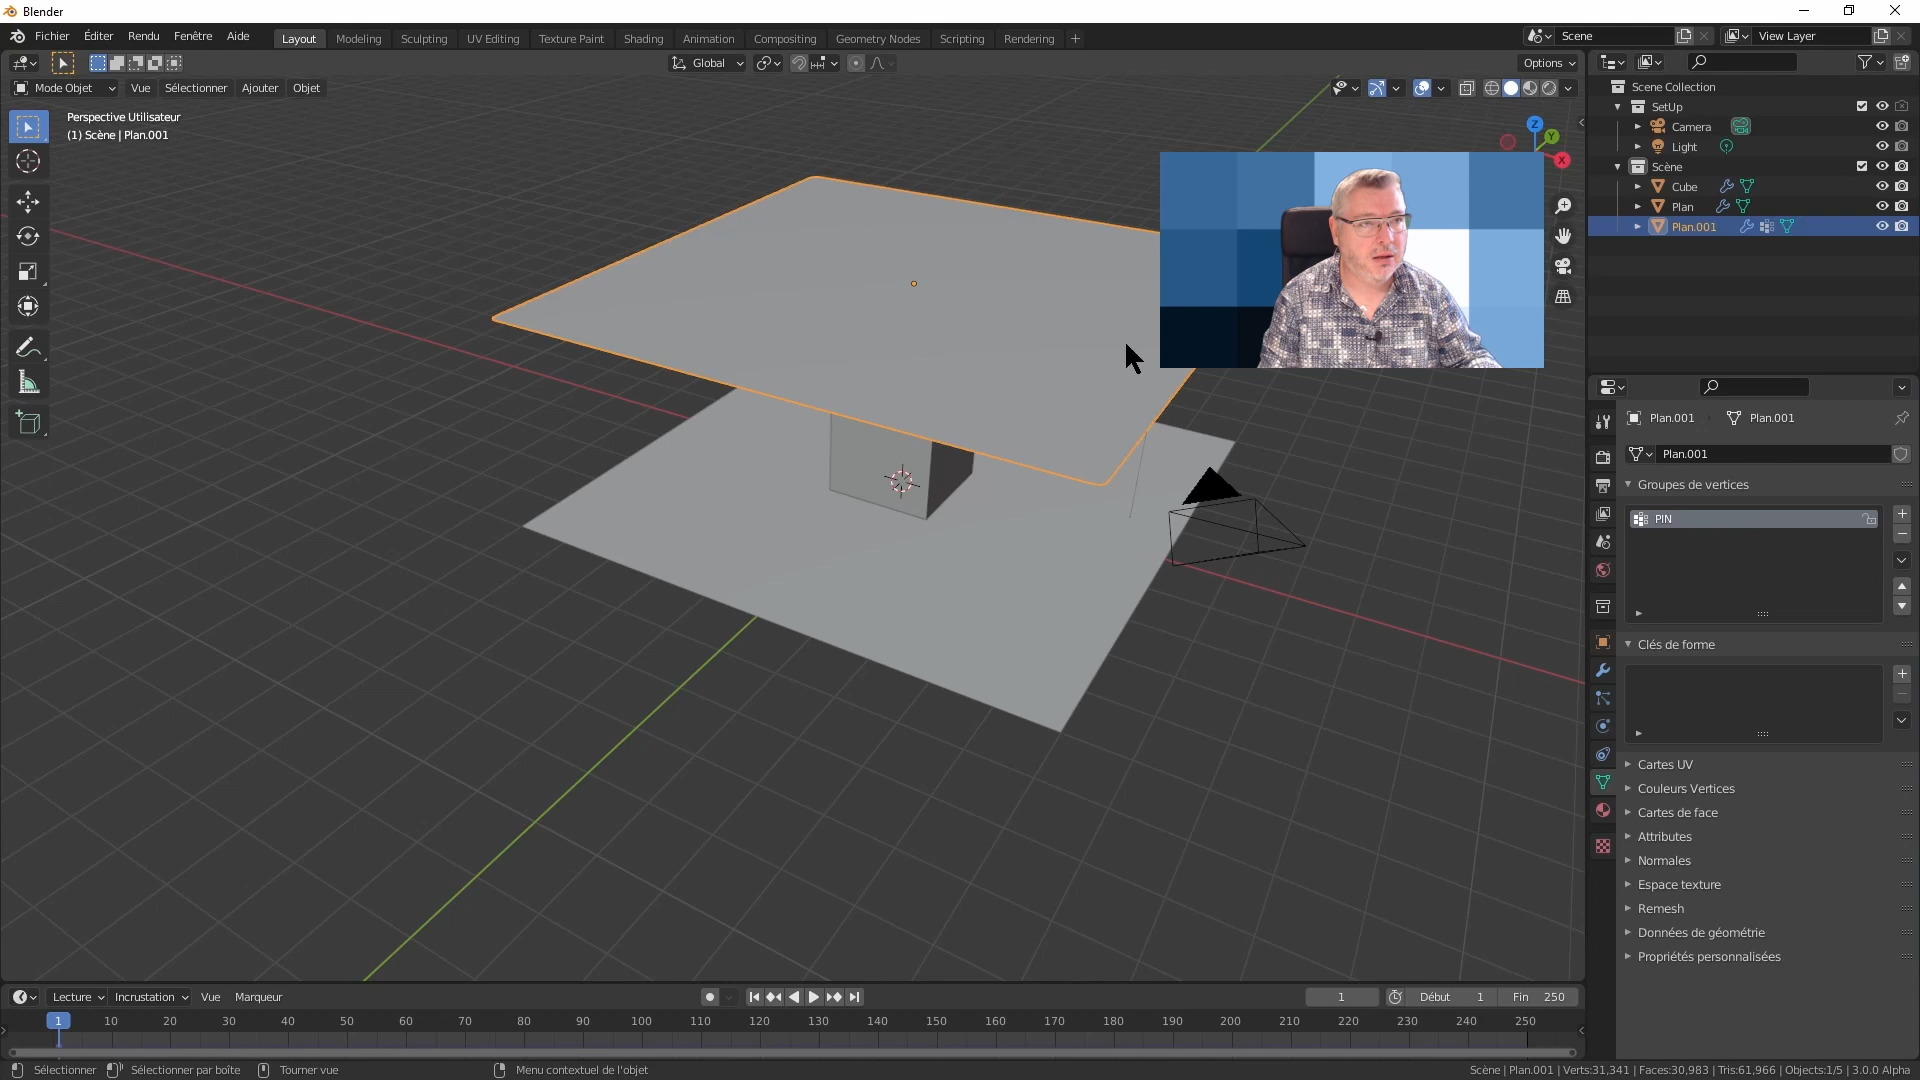 Blender
Fichier Éditer Rendu Fenêtre Aide Layout Modeling Sculpting UV Editing Texture Paint Shading Animation Compositing Geometry Nodes Scripting Rendering + Scene View Layer
Global Options
Mode Objet Vue Sélectionner Ajouter Objet
Perspective Utilisateur
(1) Scène | Plan.001
Z
Y
X
Scene Collection
SetUp
Camera
Light
Scène
Cube
Plan
Plan.001
Plan.001 Plan.001
Plan.001
Groupes de vertices
PIN
Clés de forme
Cartes UV
Couleurs Vertices
Cartes de face
Attributes
Normales
Espace texture
Remesh
Données de géométrie
Propriétés personnalisées
Lecture Incrustation Vue Marqueur 1 Début 1 Fin 250
1 10 20 30 40 50 60 70 80 90 100 110 120 130 140 150 160 170 180 190 200 210 220 230 240 250
Sélectionner Sélectionner par boîte Tourner vue Menu contextuel de l'objet Scène | Plan.001 | Verts:31,341 | Faces:30,983 | Tris:61,966 | Objects:1/5 | 3.0.0 Alpha